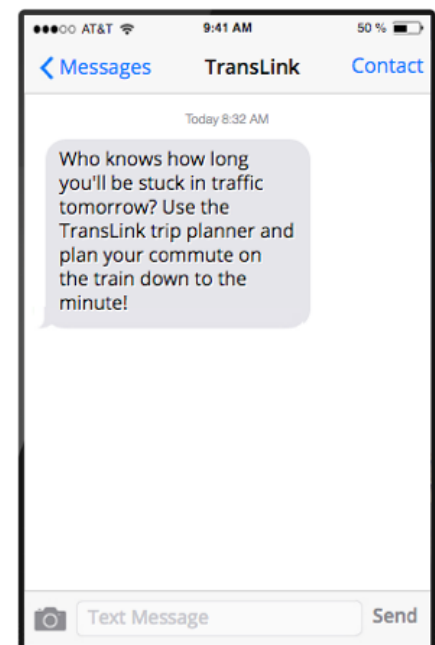 ●●●○○ AT&T 9:41 AM 50 %
Messages TransLink Contact
Today 8:32 AM
Who knows how long
you'll be stuck in traffic
tomorrow? Use the
TransLink trip planner and
plan your commute on
the train down to the
minute!
Text Message Send